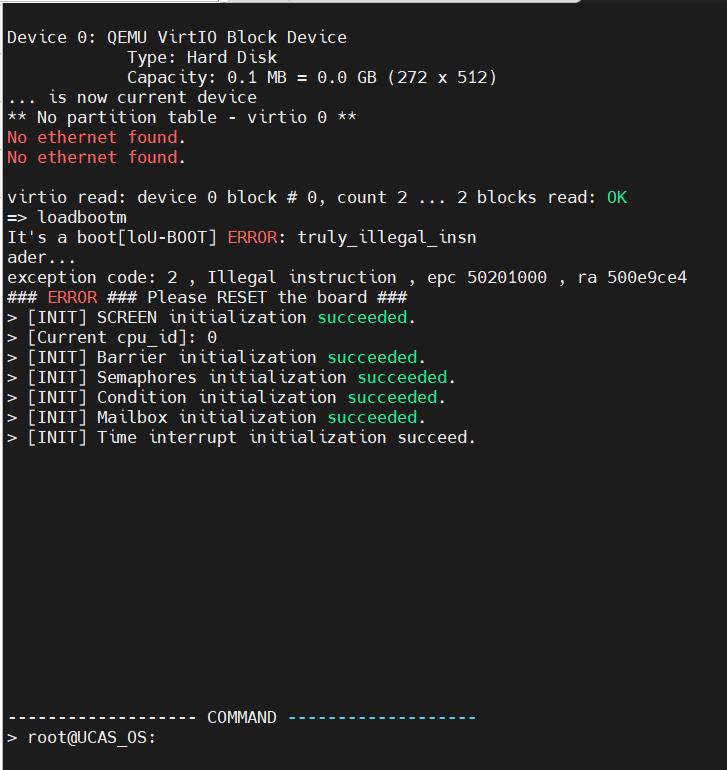 Device 0: QEMU VirtIO Block Device
Type: Hard Disk
Capacity: 0.1 MB = 0.0 GB (272 x 512)
... is now current device
** No partition table - virtio 0 **
No ethernet found.
No ethernet found.
virtio read: device 0 block # 0, count 2 ... 2 blocks read: OK
=> loadbootm
It's a boot[loU-BOOT] ERROR: truly_illegal_insn
ader...
exception code: 2 , Illegal instruction , epc 50201000 , ra 500e9ce4
### ERROR ### Please RESET the board ###
> [INIT] SCREEN initialization succeeded.
> [Current cpu_id]: 0
> [INIT] Barrier initialization succeeded.
> [INIT] Semaphores initialization succeeded.
> [INIT] Condition initialization succeeded.
> [INIT] Mailbox initialization succeeded.
> [INIT] Time interrupt initialization succeed.
------------------- COMMAND -------------------
> root@UCAS_OS: